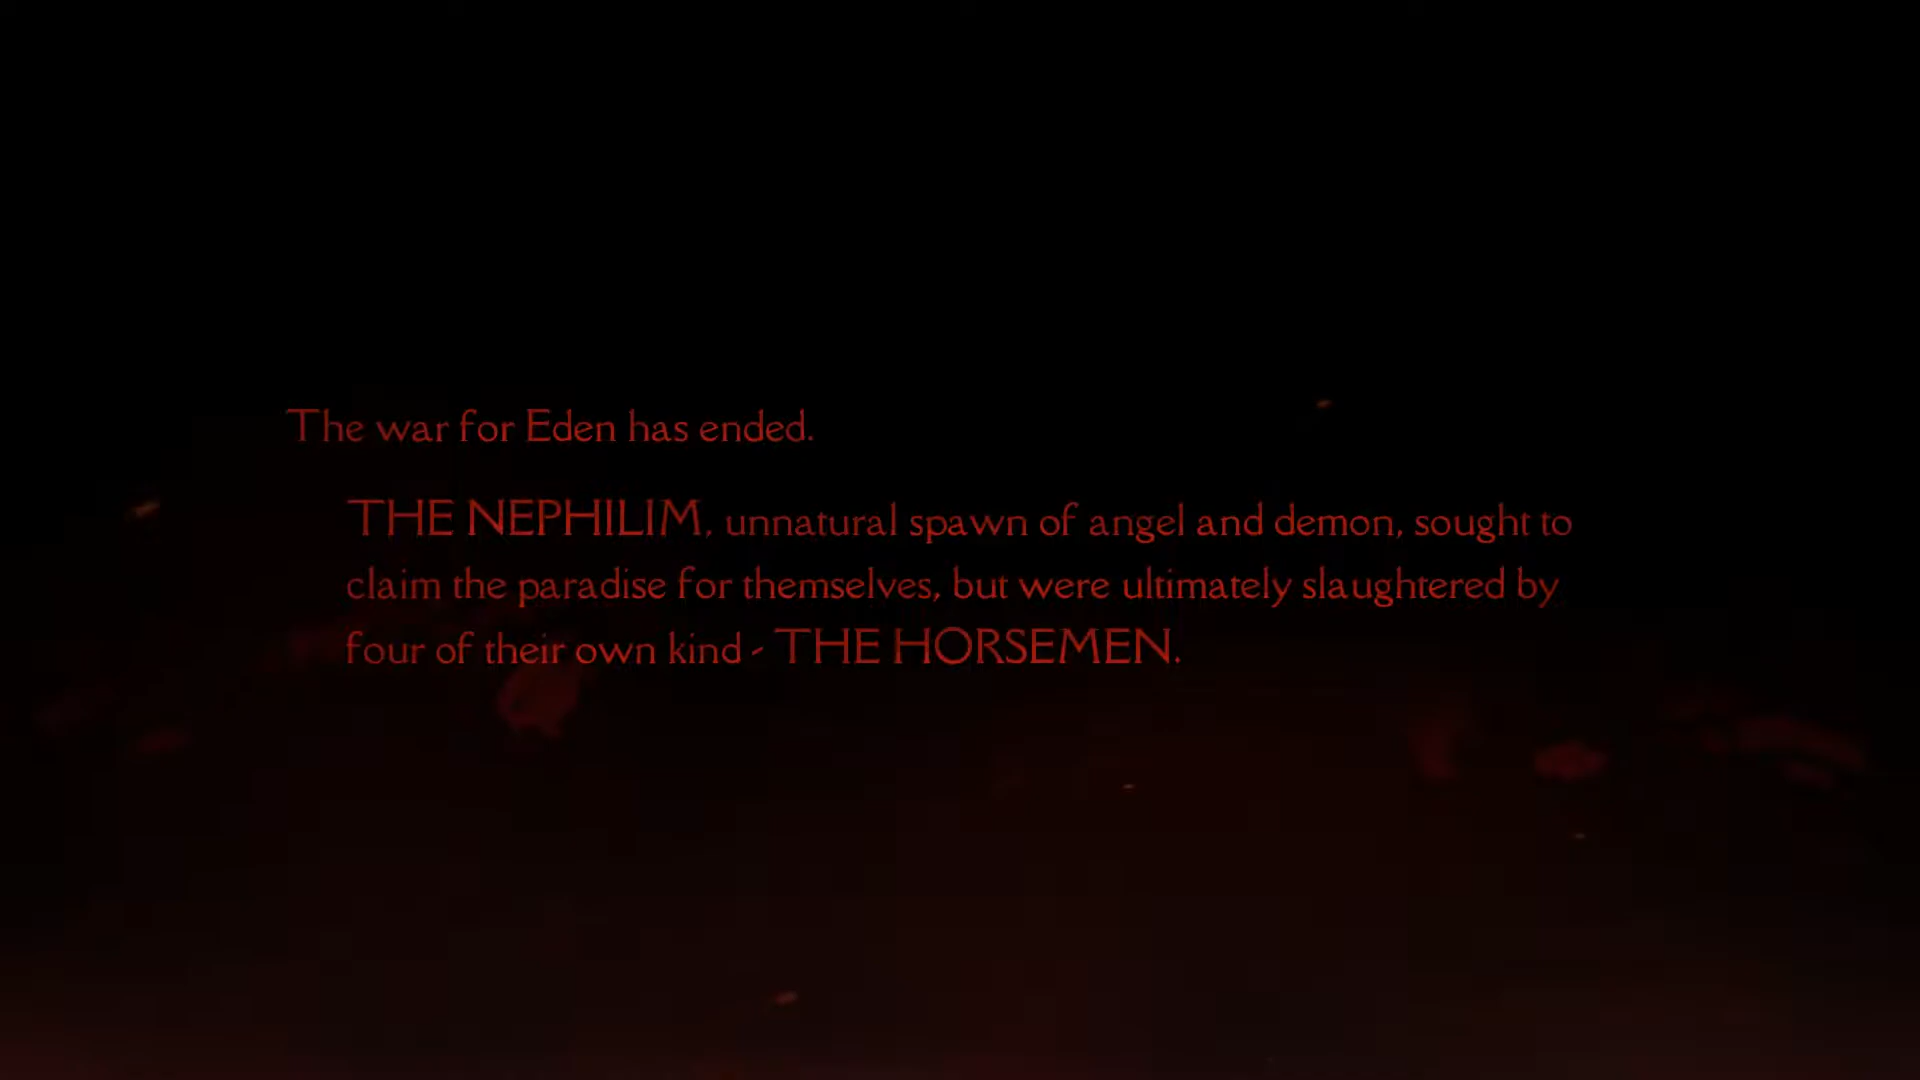 The war for Eden has ended.
THE NEPHILIM, unnatural spawn of angel and demon, sought to
claim the paradise for themselves, but were ultimately slaughtered by
four of their own kind - THE HORSEMEN.